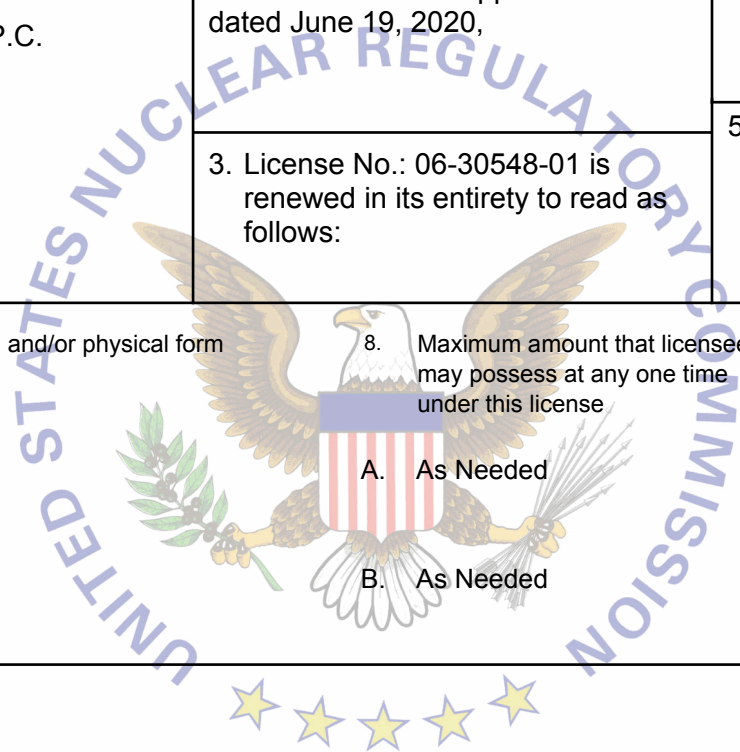 P.C.
dated June 19, 2020,
3. License No.: 06-30548-01 is
renewed in its entirety to read as
follows:
5
and/or physical form
8. Maximum amount that licensee
may possess at any one time
under this license
A. As Needed
B. As Needed
UNITED STATES NUCLEAR REGULATORY COMMISSION